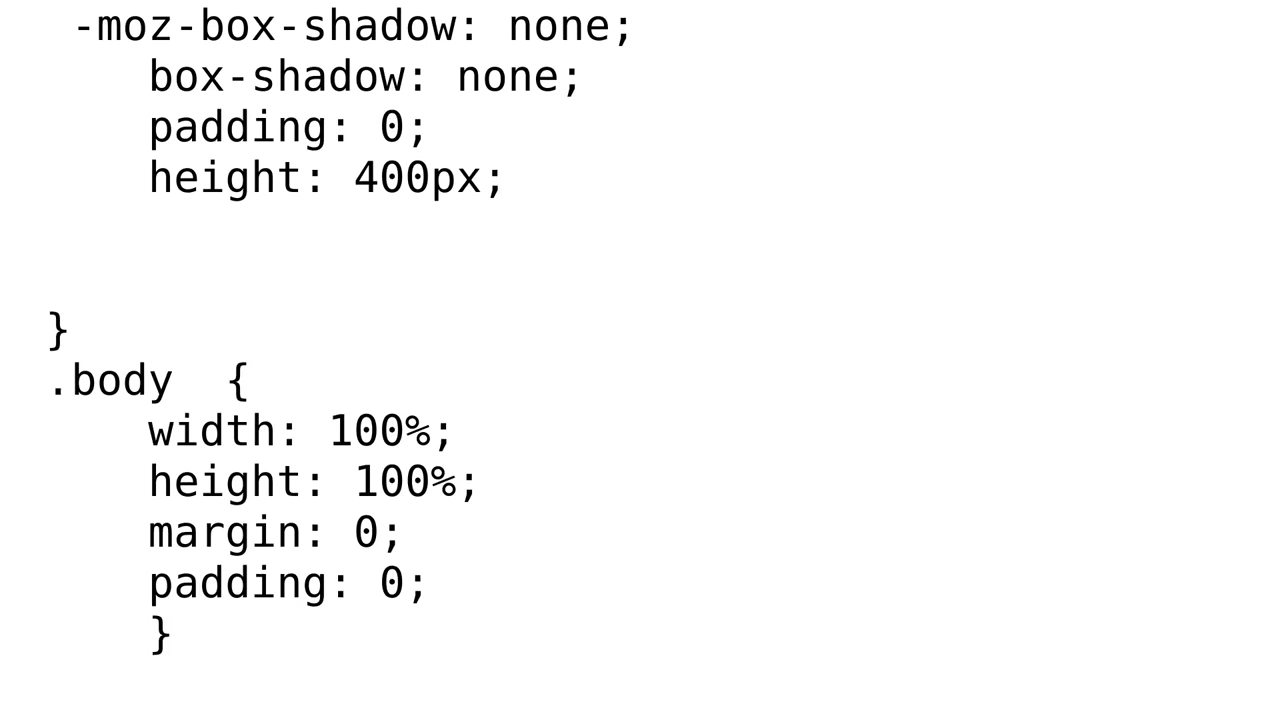 -moz-box-shadow: none;
box-shadow: none;
padding: 0;
height: 400px;
}
.body  {
width: 100%;
height: 100%;
margin: 0;
padding: 0;
}